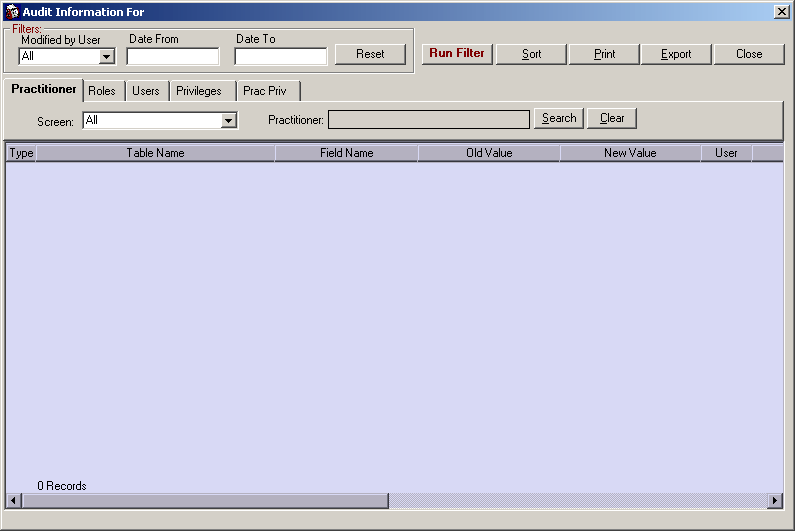 Audit Information For
Filters:
Modified by User Date From Date To
All Reset Run Filter Sort Print Export Close
Practitioner Roles Users Privileges Prac Priv
Screen: All Practitioner: Search Clear
Type Table Name Field Name Old Value New Value User
0 Records